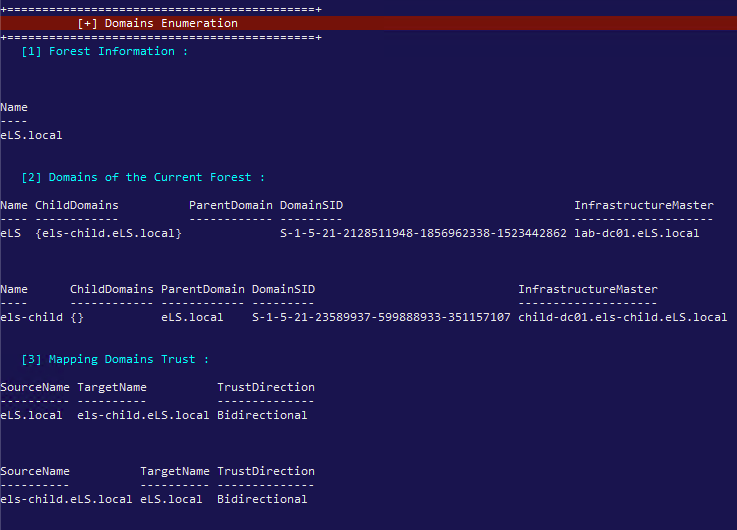 +============================================+
[+] Domains Enumeration
+============================================+
[1] Forest Information :
Name
----
eLS.local
[2] Domains of the Current Forest :
Name ChildDomains          ParentDomain DomainSID                                 InfrastructureMaster
---- ------------          ------------ ---------                                 --------------------
eLS  {els-child.eLS.local}              S-1-5-21-2128511948-1856962338-1523442862 lab-dc01.eLS.local
Name      ChildDomains ParentDomain DomainSID                             InfrastructureMaster
----      ------------ ------------ ---------                             --------------------
els-child {}           eLS.local    S-1-5-21-23589937-599888933-351157107 child-dc01.els-child.eLS.local
[3] Mapping Domains Trust :
SourceName TargetName          TrustDirection
---------- ----------          --------------
eLS.local  els-child.eLS.local Bidirectional
SourceName          TargetName TrustDirection
----------          ---------- --------------
els-child.eLS.local eLS.local  Bidirectional